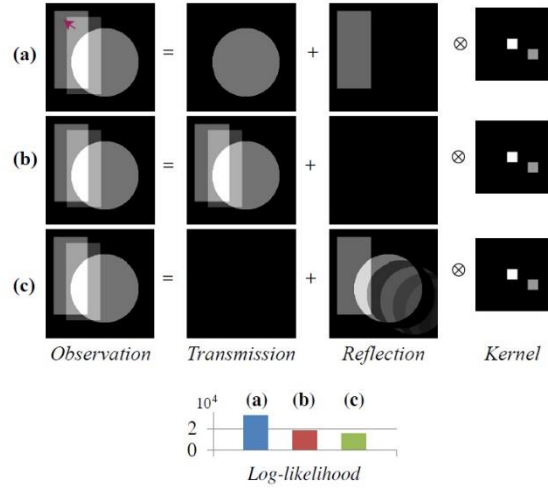 (a) = + ⊗
(b) = + ⊗
(c) = + ⊗
Observation Transmission Reflection Kernel
(a) (b) (c)
10⁴
2
0
Log-likelihood